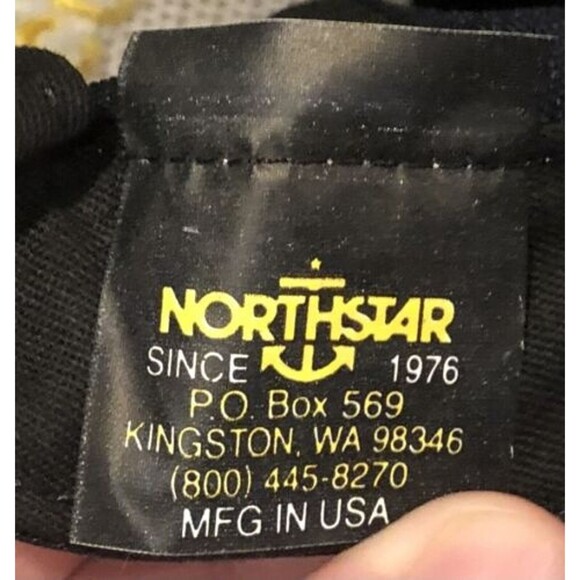 NORTHSTAR
SINCE 1976
P.O. Box 569
KINGSTON, WA 98346
(800) 445-8270
MFG IN USA